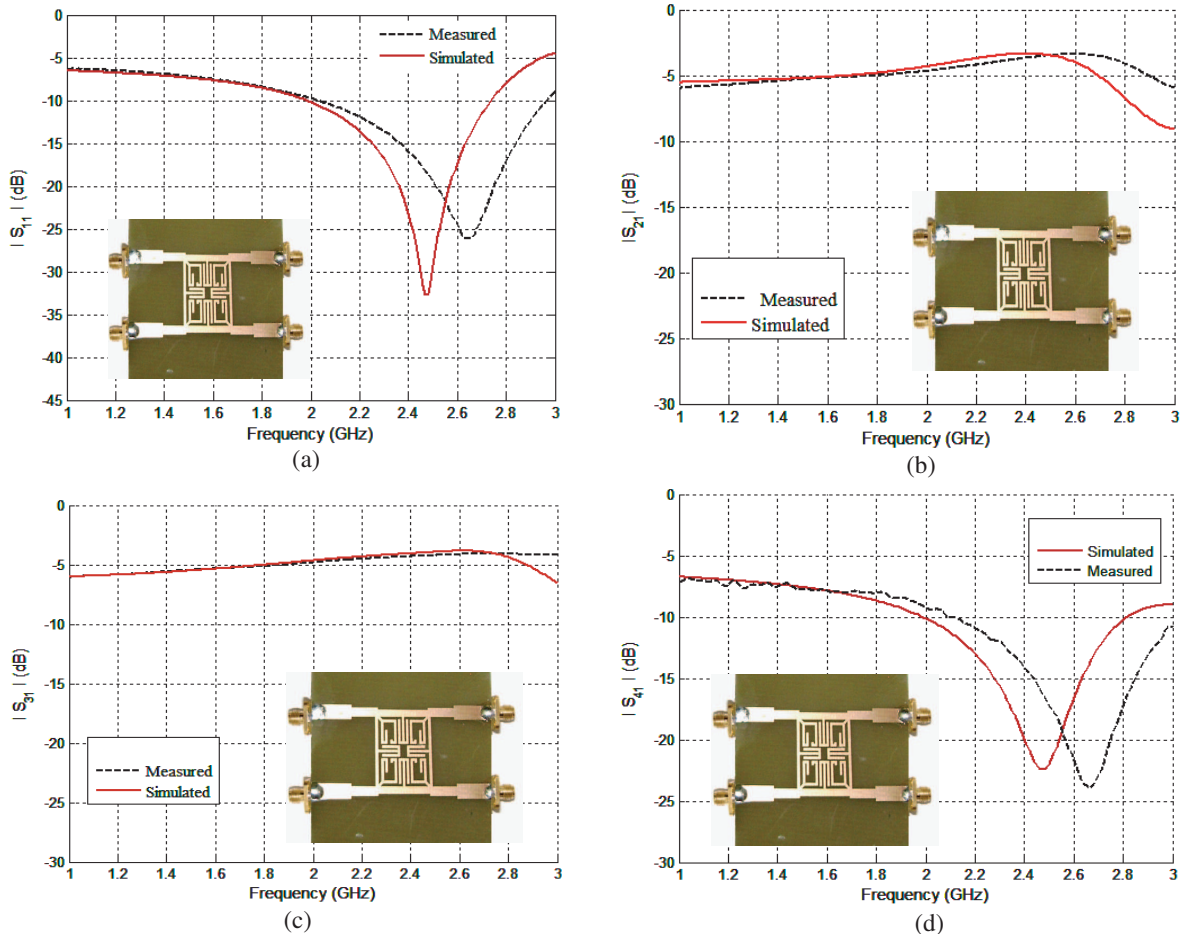 0
-5
-10
-15
-20
-25
-30
-35
-40
-45
| S11 | (dB)
Measured
Simulated
1 1.2 1.4 1.6 1.8 2 2.2 2.4 2.6 2.8 3
Frequency (GHz)
(a)
0
-5
-10
-15
-20
-25
-30
| S21 | (dB)
Measured
Simulated
1 1.2 1.4 1.6 1.8 2 2.2 2.4 2.6 2.8 3
Frequency (GHz)
(b)
0
-5
-10
-15
-20
-25
-30
| S31 | (dB)
Measured
Simulated
1 1.2 1.4 1.6 1.8 2 2.2 2.4 2.6 2.8 3
Frequency (GHz)
(c)
0
-5
-10
-15
-20
-25
-30
| S41 | (dB)
Simulated
Measured
1 1.2 1.4 1.6 1.8 2 2.2 2.4 2.6 2.8 3
Frequency (GHz)
(d)